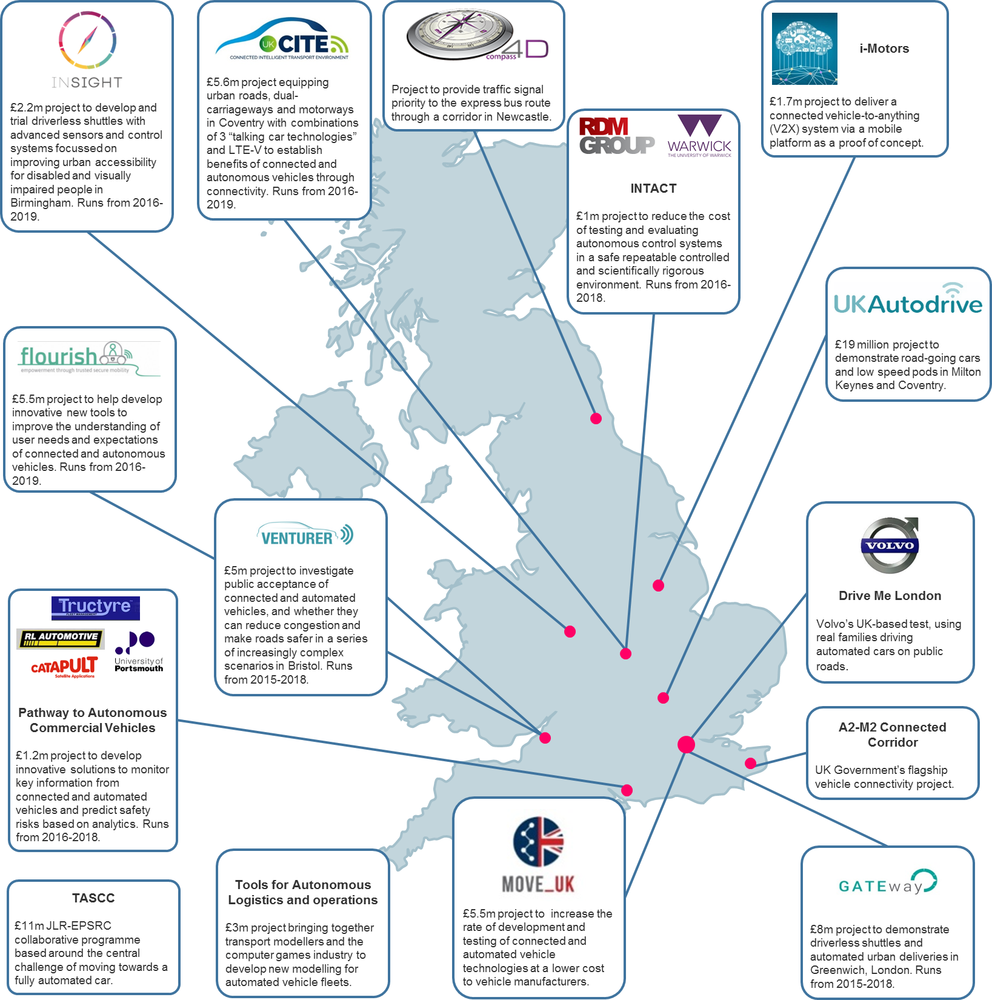 INSIGHT
£2.2m project to develop and
trial driverless shuttles with
advanced sensors and control
systems focussed on
improving urban accessibility
for disabled and visually
impaired people in
Birmingham. Runs from 2016-
2019.
UK CITE
CONNECTED INTELLIGENT TRANSPORT ENVIRONMENT
£5.6m project equipping
urban roads, dual-
carriageways and motorways
in Coventry with combinations
of 3 “talking car technologies”
and LTE-V to establish
benefits of connected and
autonomous vehicles through
connectivity. Runs from 2016-
2019.
compass4D
Project to provide traffic signal
priority to the express bus route
through a corridor in Newcastle.
RDM
GROUP
WARWICK
THE UNIVERSITY OF WARWICK
INTACT
£1m project to reduce the cost
of testing and evaluating
autonomous control systems
in a safe repeatable controlled
and scientifically rigorous
environment. Runs from 2016-
2018.
i-Motors
£1.7m project to deliver a
connected vehicle-to-anything
(V2X) system via a mobile
platform as a proof of concept.
UKAutodrive
£19 million project to
demonstrate road-going cars
and low speed pods in Milton
Keynes and Coventry.
flourish
empowerment through trusted secure mobility
£5.5m project to help develop
innovative new tools to
improve the understanding of
user needs and expectations
of connected and autonomous
vehicles. Runs from 2016-
2019.
VENTURER
£5m project to investigate
public acceptance of
connected and automated
vehicles, and whether they
can reduce congestion and
make roads safer in a series
of increasingly complex
scenarios in Bristol. Runs
from 2015-2018.
VOLVO
Drive Me London
Volvo’s UK-based test, using
real families driving
automated cars on public
roads.
Tructyre
FLEET MANAGEMENT
RL AUTOMOTIVE
CATAPULT
Satellite Applications
University of
Portsmouth
Pathway to Autonomous
Commercial Vehicles
£1.2m project to develop
innovative solutions to monitor
key information from
connected and automated
vehicles and predict safety
risks based on analytics. Runs
from 2016-2018.
A2-M2 Connected
Corridor
UK Government’s flagship
vehicle connectivity project.
TASCC
£11m JLR-EPSRC
collaborative programme
based around the central
challenge of moving towards a
fully automated car.
Tools for Autonomous
Logistics and operations
£3m project bringing together
transport modellers and the
computer games industry to
develop new modelling for
automated vehicle fleets.
MOVE_UK
£5.5m project to increase the
rate of development and
testing of connected and
automated vehicle
technologies at a lower cost
to vehicle manufacturers.
GATEway
£8m project to demonstrate
driverless shuttles and
automated urban deliveries in
Greenwich, London. Runs
from 2015-2018.